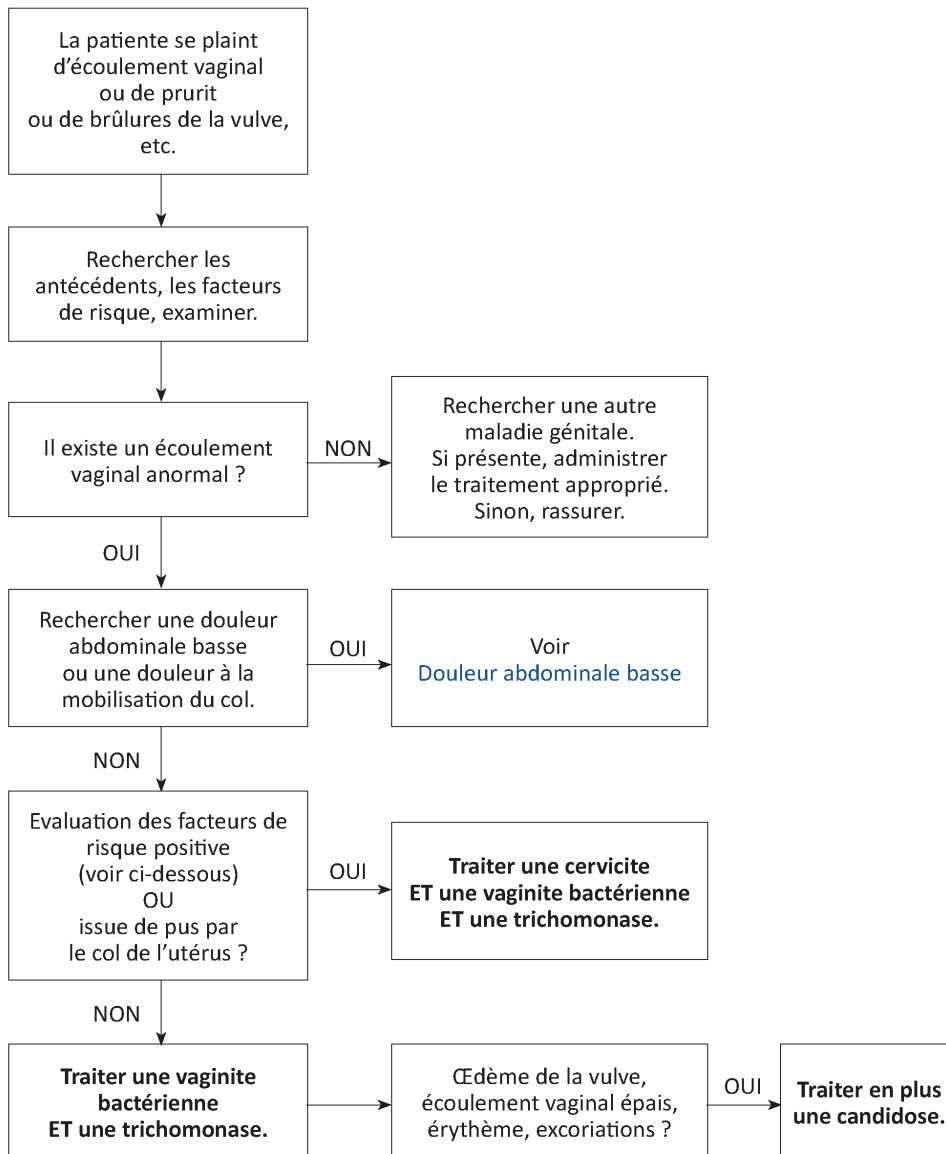 La patiente se plaint
d'écoulement vaginal
ou de prurit
ou de brûlures de la vulve,
etc.
Rechercher les
antécédents, les facteurs
de risque, examiner.
Il existe un écoulement
vaginal anormal ?
NON
Rechercher une autre
maladie génitale.
Si présente, administrer
le traitement approprié.
Sinon, rassurer.
OUI
Rechercher une douleur
abdominale basse
ou une douleur à la
mobilisation du col.
OUI
Voir
Douleur abdominale basse
NON
Evaluation des facteurs de
risque positive
(voir ci-dessous)
OU
issue de pus par
le col de l'utérus ?
OUI
Traiter une cervicite
ET une vaginite bactérienne
ET une trichomonase.
NON
Traiter une vaginite
bactérienne
ET une trichomonase.
Œdème de la vulve,
écoulement vaginal épais,
érythème, excoriations ?
OUI
Traiter en plus
une candidose.